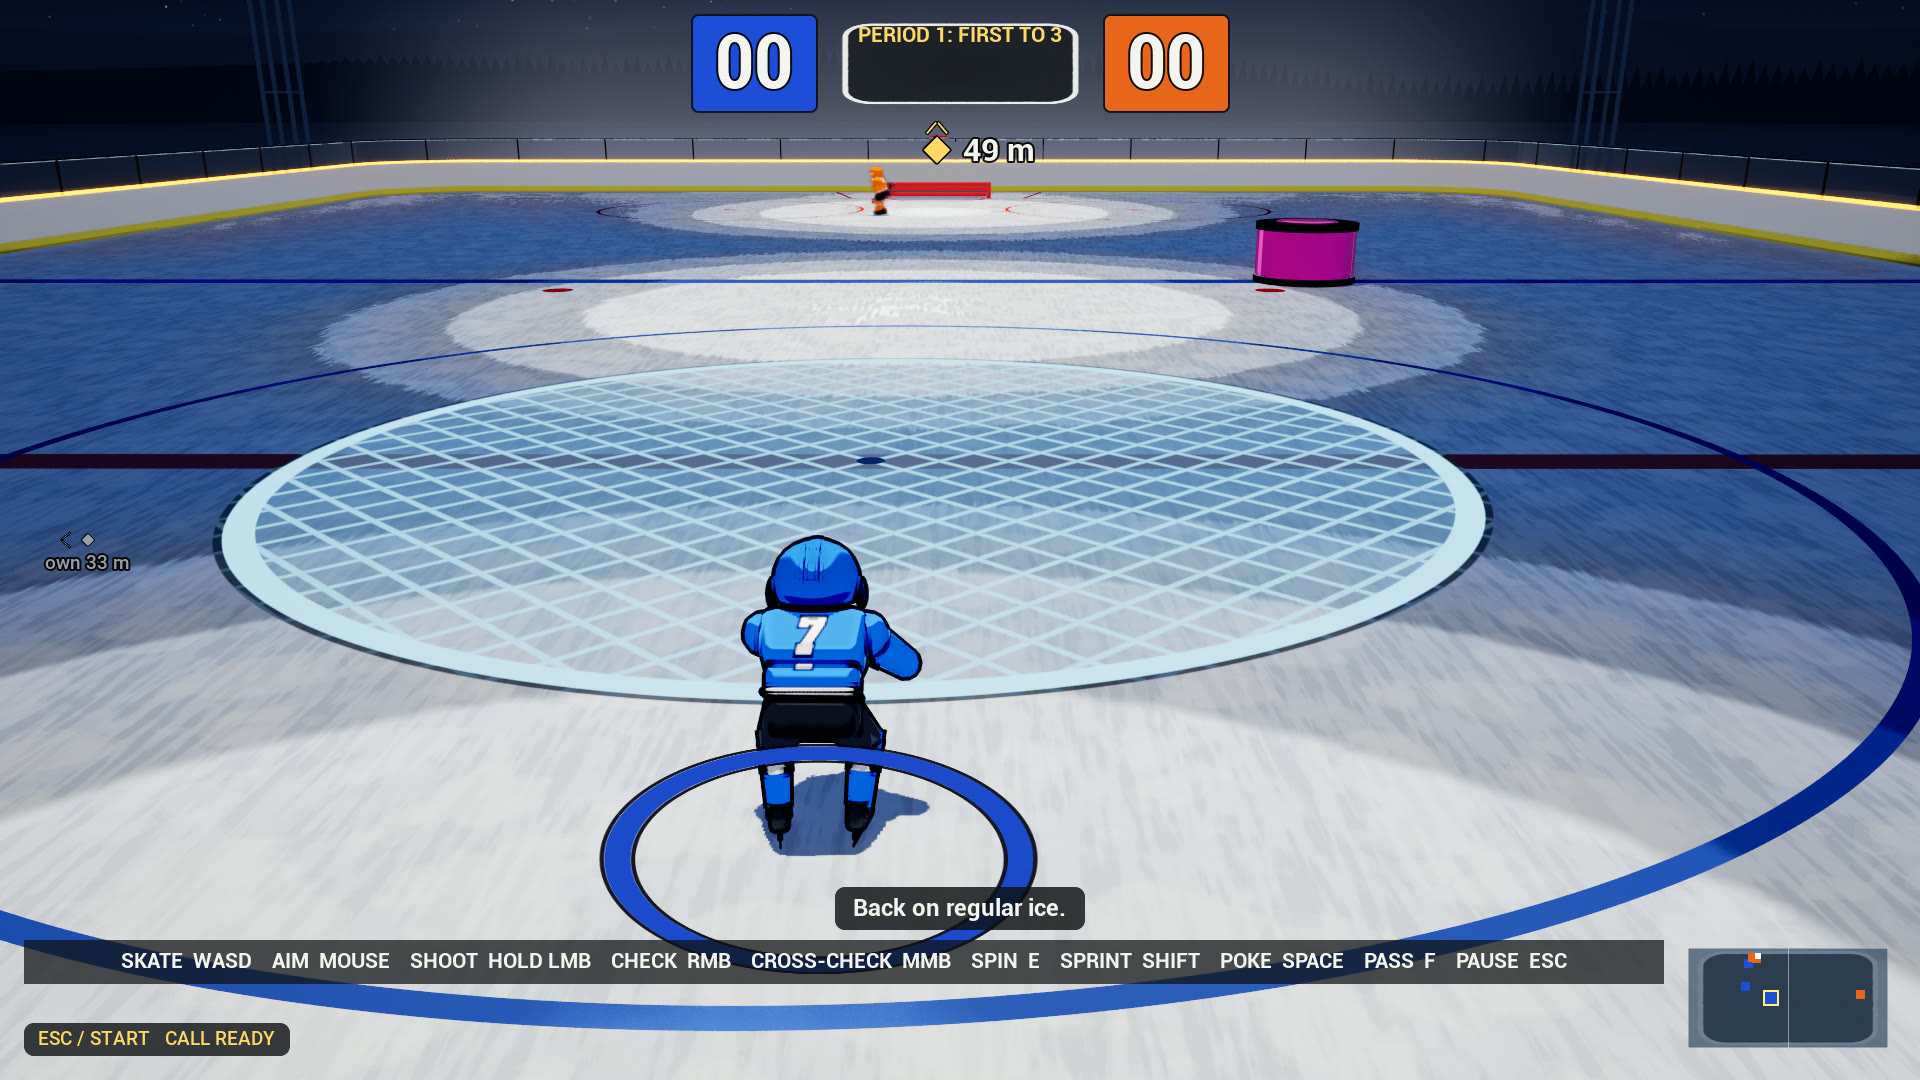 00
PERIOD 1: FIRST TO 3
00
49 m
own 33 m
7
Back on regular ice.
SKATE WASD AIM MOUSE SHOOT HOLD LMB CHECK RMB CROSS-CHECK MMB SPIN E SPRINT SHIFT POKE SPACE PASS F PAUSE ESC
ESC / START CALL READY